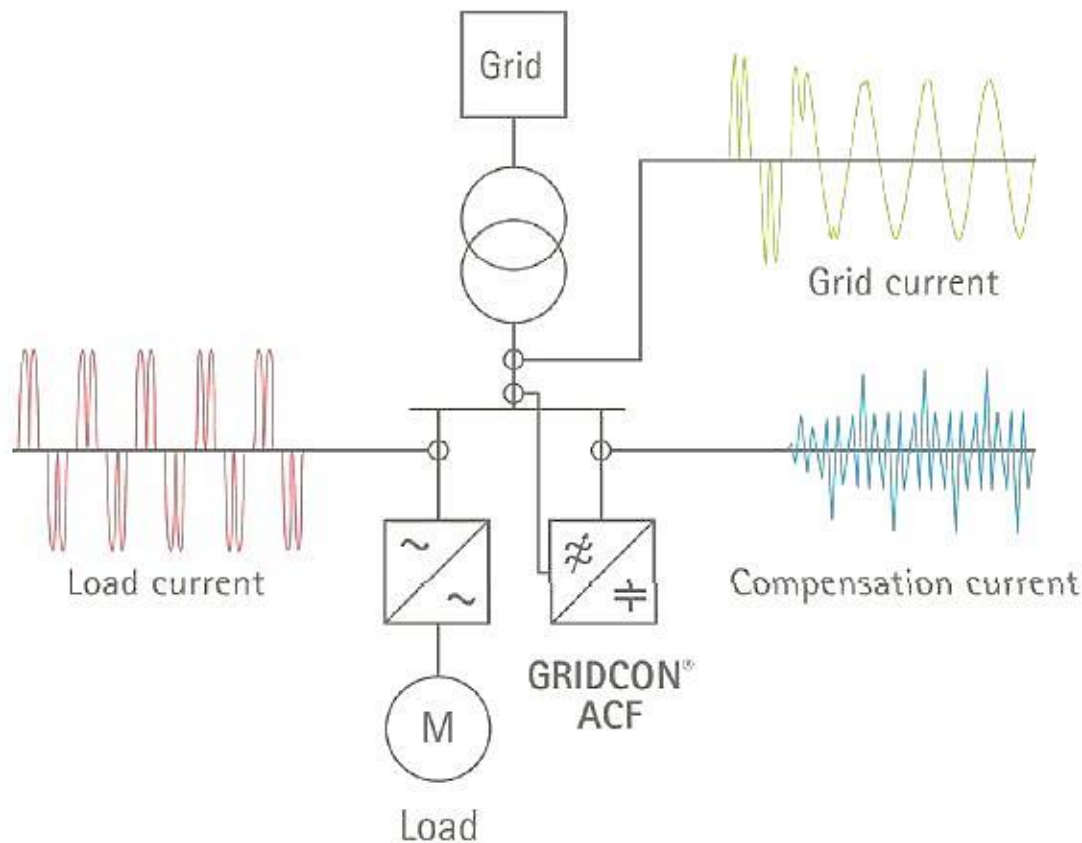 Grid
Grid current
Load current
Compensation current
GRIDCON®
ACF
M
Load